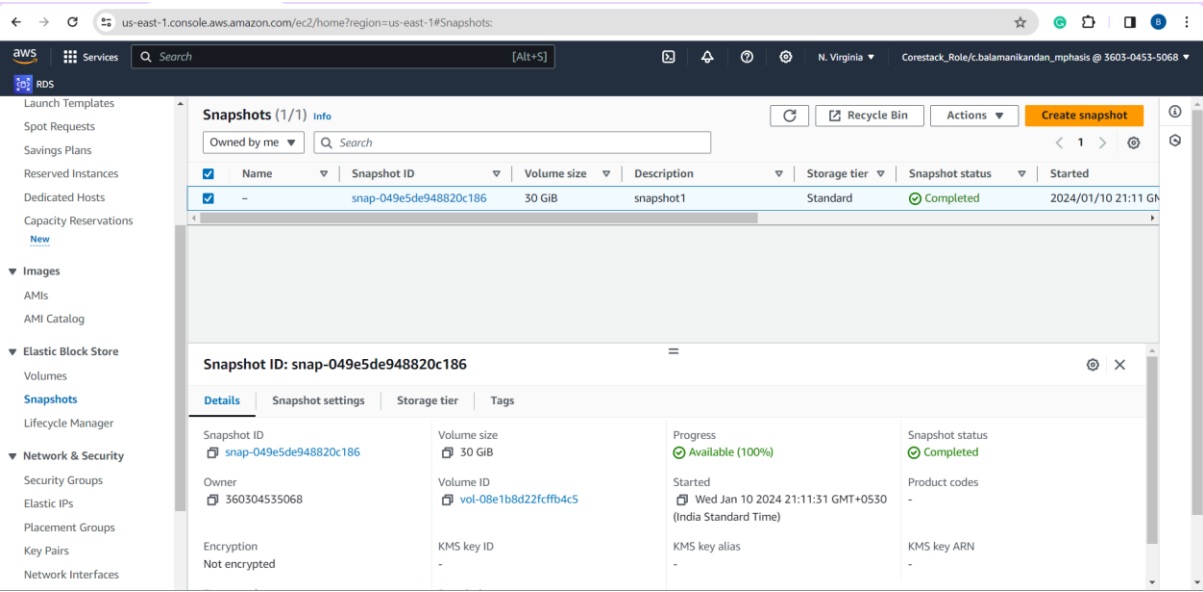 us-east-1.console.aws.amazon.com/ec2/home?region=us-east-1#Snapshots:
B
aws Services Search [Alt+S] N. Virginia ▼ Corestack_Role/c.balamanikandan_mphasis @ 3603-0453-5068 ▼
RDS
Launch Templates
Spot Requests
Savings Plans
Reserved Instances
Dedicated Hosts
Capacity Reservations
New
Images
AMIs
AMI Catalog
Elastic Block Store
Volumes
Snapshots
Lifecycle Manager
Network & Security
Security Groups
Elastic IPs
Placement Groups
Key Pairs
Network Interfaces
Snapshots (1/1) Info Recycle Bin Actions ▼ Create snapshot
Owned by me ▼ Search 1
Name Snapshot ID Volume size Description Storage tier Snapshot status Started
– snap-049e5de948820c186 30 GiB snapshot1 Standard Completed 2024/01/10 21:11 GM
Snapshot ID: snap-049e5de948820c186
Details Snapshot settings Storage tier Tags
Snapshot ID Volume size Progress Snapshot status
snap-049e5de948820c186 30 GiB Available (100%) Completed
Owner Volume ID Started Product codes
360304535068 vol-08e1b8d22fcffb4c5 Wed Jan 10 2024 21:11:31 GMT+0530 -
(India Standard Time)
Encryption KMS key ID KMS key alias KMS key ARN
Not encrypted - - -